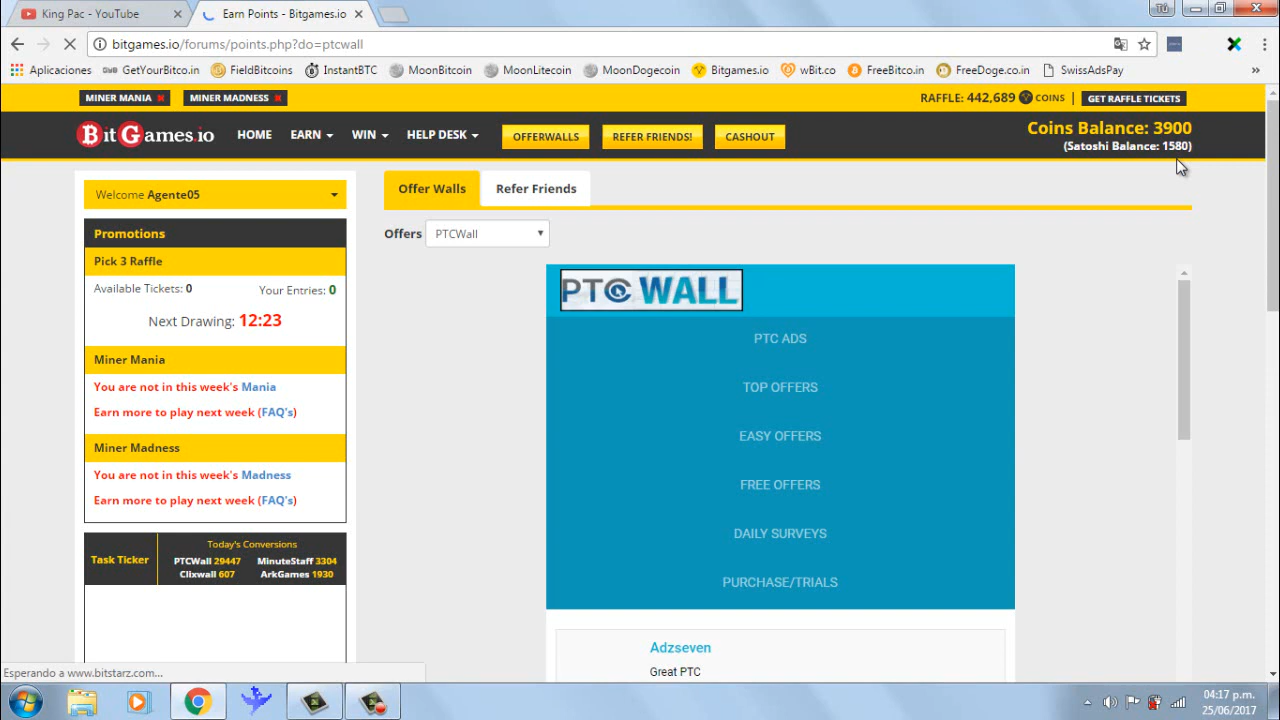 King Pac - YouTube
Earn Points - Bitgames.io
Tú
bitgames.io/forums/points.php?do=ptcwall
Aplicaciones GetYourBitco.in FieldBitcoins InstantBTC MoonBitcoin MoonLitecoin MoonDogecoin Bitgames.io wBit.co FreeBitco.in FreeDoge.co.in SwissAdsPay
MINER MANIA MINER MADNESS RAFFLE: 442,689 COINS | GET RAFFLE TICKETS
BitGames.io HOME EARN WIN HELP DESK OFFERWALLS REFER FRIENDS! CASHOUT
Coins Balance: 3900
(Satoshi Balance: 1580)
Welcome Agente05
Promotions
Pick 3 Raffle
Available Tickets: 0 Your Entries: 0
Next Drawing: 12:23
Miner Mania
You are not in this week's Mania
Earn more to play next week (FAQ's)
Miner Madness
You are not in this week's Madness
Earn more to play next week (FAQ's)
Task Ticker
Today's Conversions
PTCWall 29447 MinuteStaff 3304
Clixwall 607 ArkGames 1930
Offer Walls Refer Friends
Offers PTCWall
PTC WALL
PTC ADS
TOP OFFERS
EASY OFFERS
FREE OFFERS
DAILY SURVEYS
PURCHASE/TRIALS
Adzseven
Great PTC
Esperando a www.bitstarz.com...
04:17 p.m.
25/06/2017